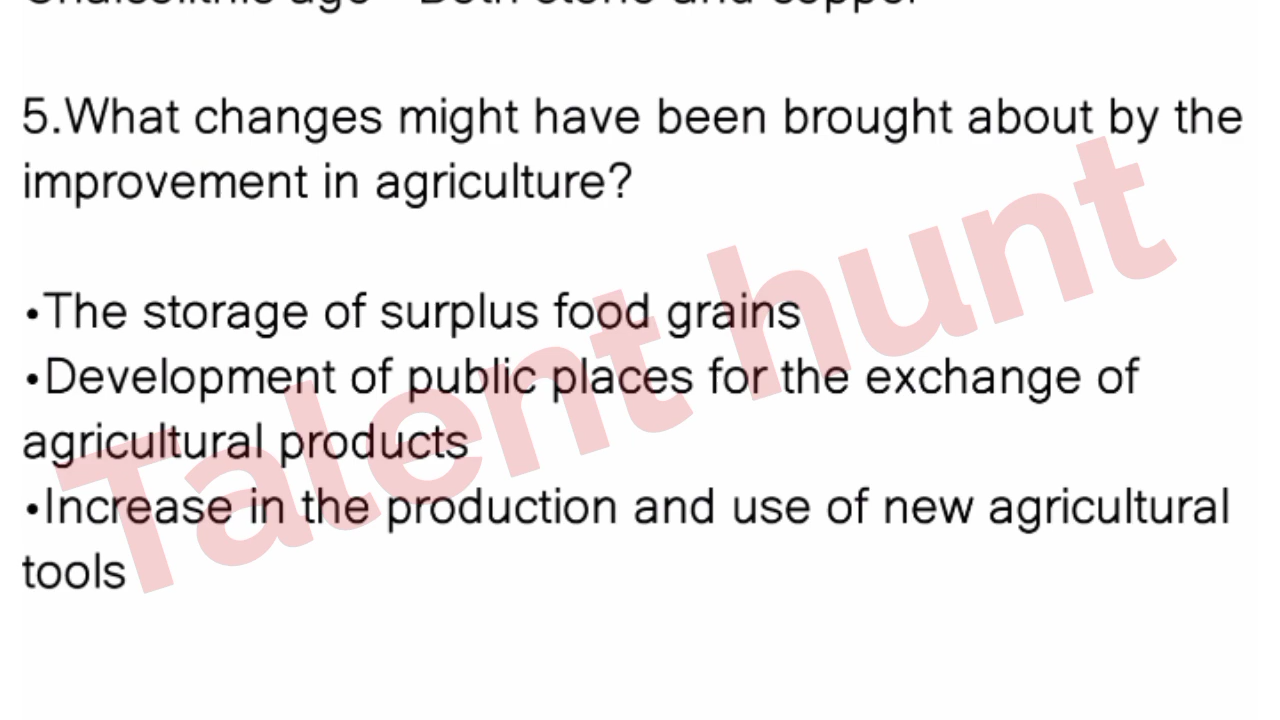 5.What changes might have been brought about by the
improvement in agriculture?
•The storage of surplus food grains
•Development of public places for the exchange of
agricultural products
•Increase in the production and use of new agricultural
tools
Talent hunt